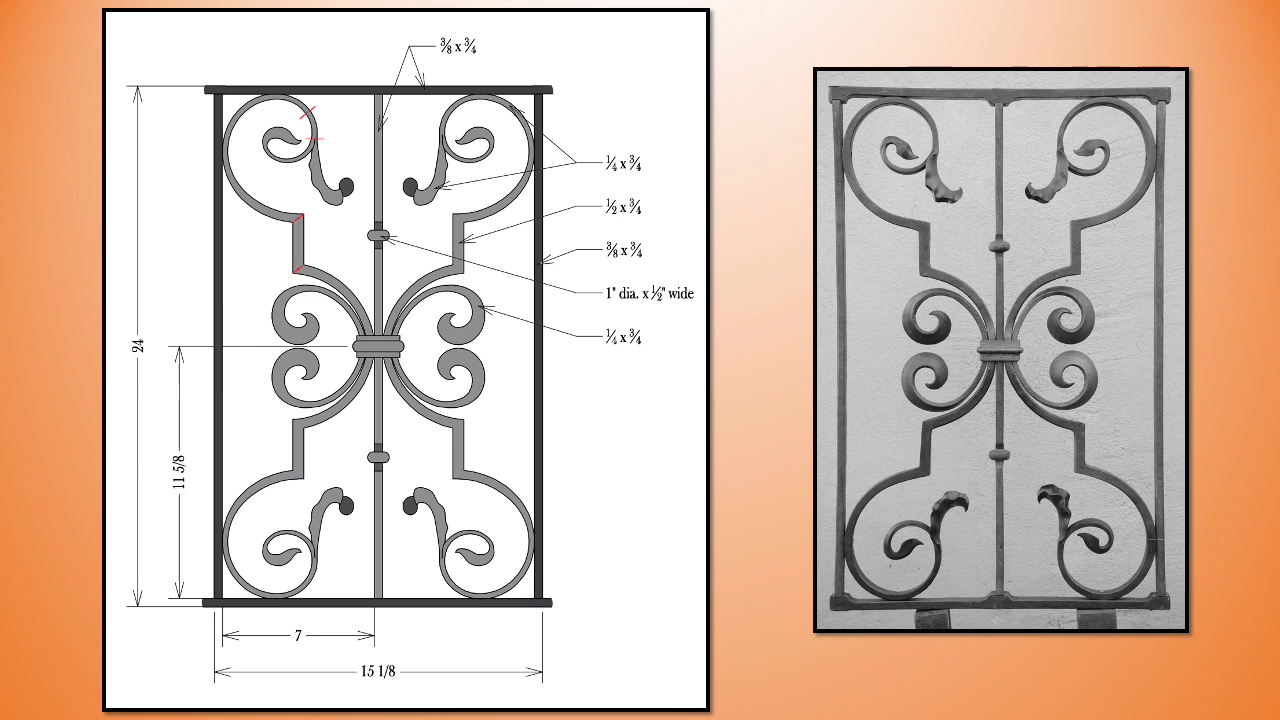 ⅜ x ¾
¼ x ¾
½ x ¾
⅜ x ¾
1" dia. x ½" wide
¼ x ¾
24
11 5/8
7
15 1/8